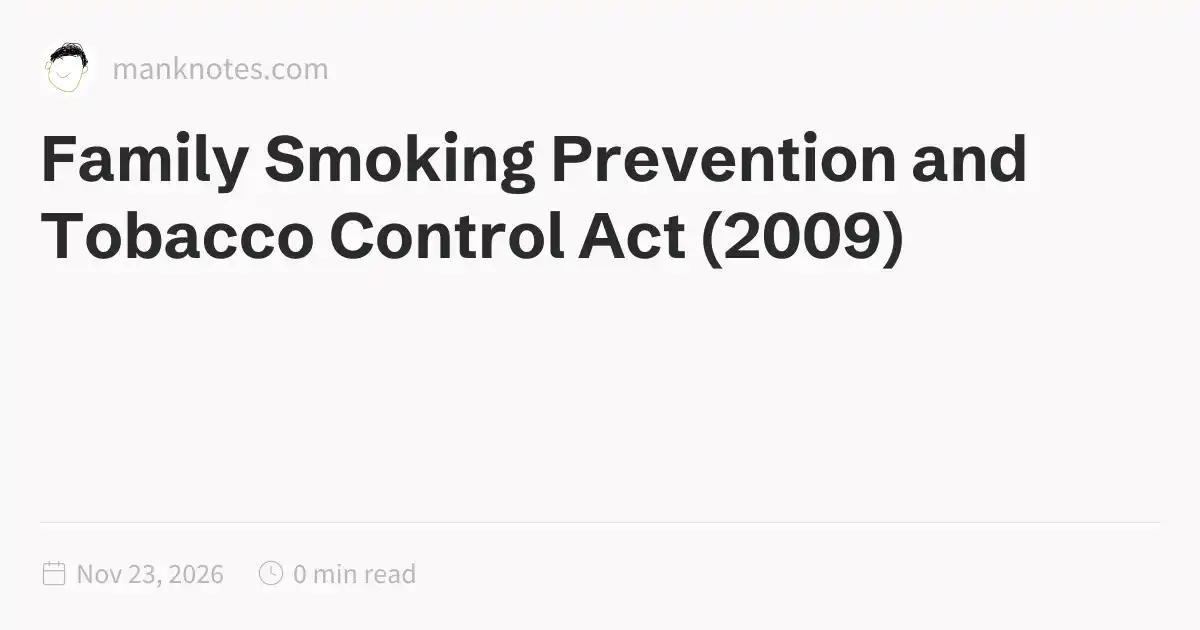 manknotes.com
Family Smoking Prevention and
Tobacco Control Act (2009)
Nov 23, 2026 0 min read